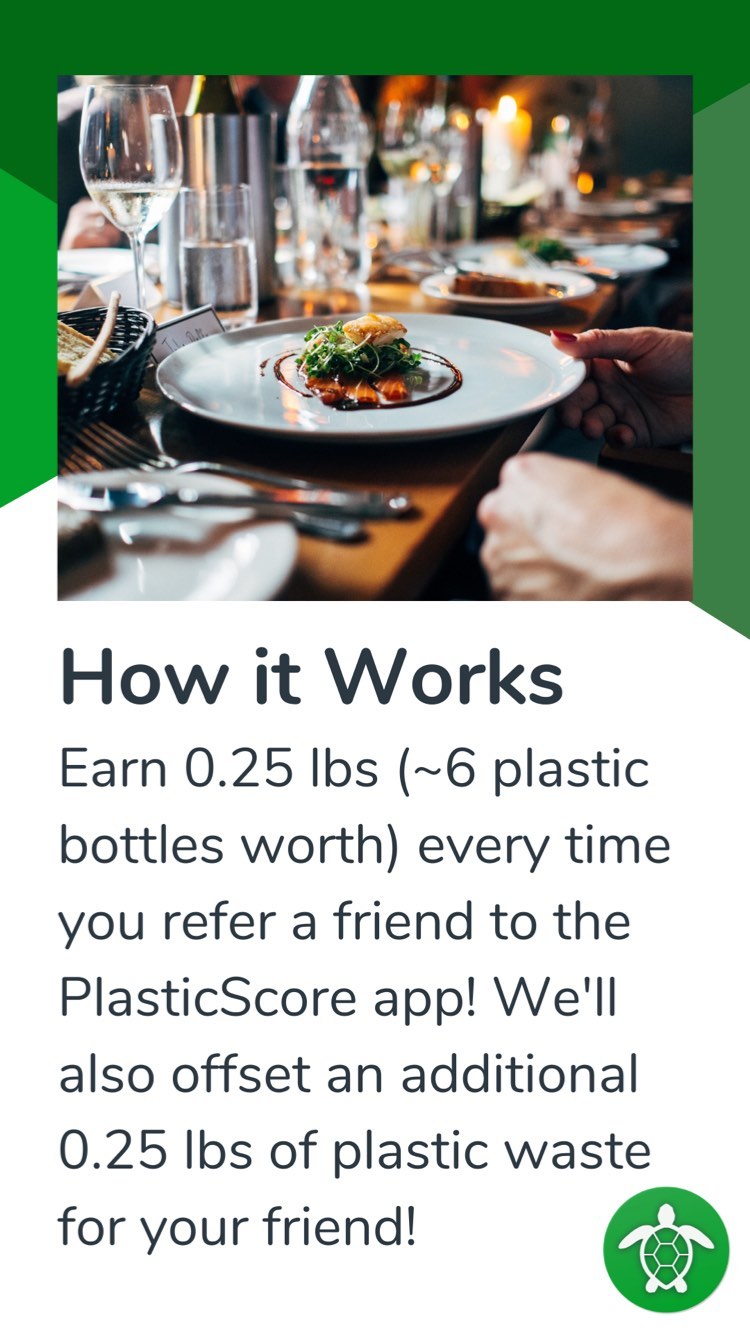 How it Works
Earn 0.25 lbs (~6 plastic
bottles worth) every time
you refer a friend to the
PlasticScore app! We'll
also offset an additional
0.25 lbs of plastic waste
for your friend!